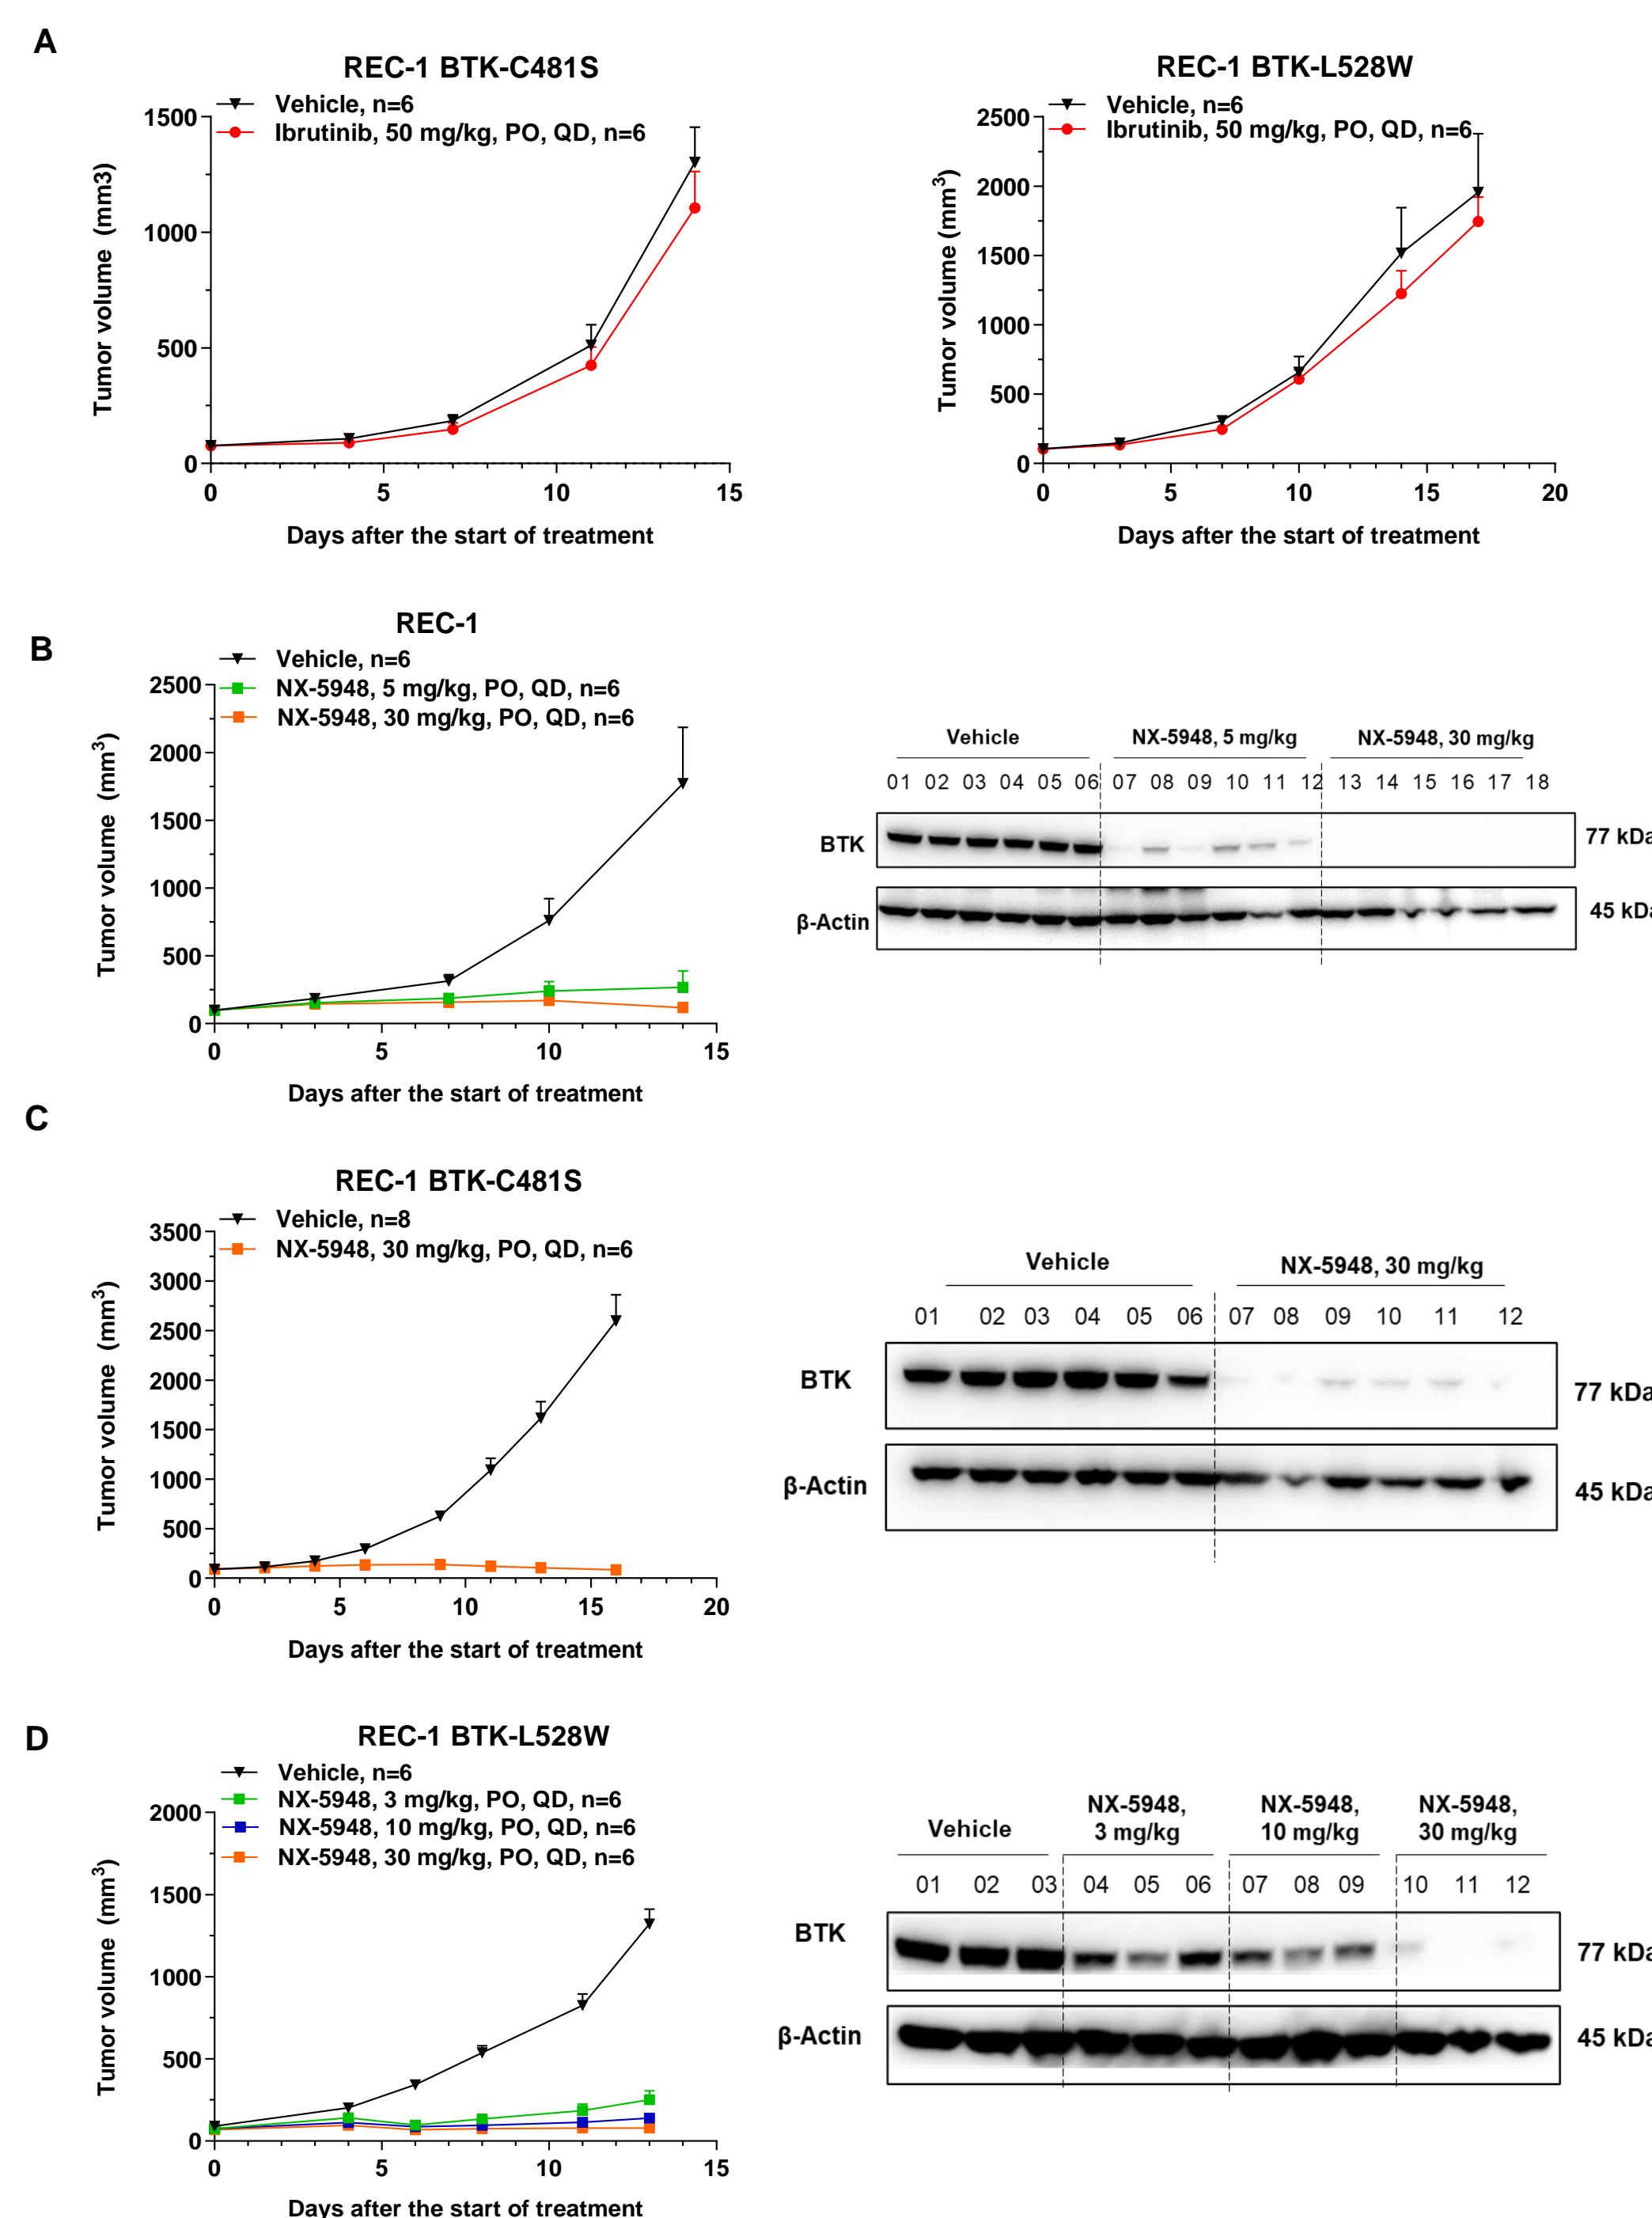 A
REC-1 BTK-C481S
Vehicle, n=6
Ibrutinib, 50 mg/kg, PO, QD, n=6
1500
1000
500
0
Tumor volume (mm3)
0 5 10 15
Days after the start of treatment
REC-1 BTK-L528W
Vehicle, n=6
Ibrutinib, 50 mg/kg, PO, QD, n=6
2500
2000
1500
1000
500
0
Tumor volume (mm³)
0 5 10 15 20
Days after the start of treatment
B
REC-1
Vehicle, n=6
NX-5948, 5 mg/kg, PO, QD, n=6
NX-5948, 30 mg/kg, PO, QD, n=6
2500
2000
1500
1000
500
0
Tumor volume (mm³)
0 5 10 15
Days after the start of treatment
Vehicle NX-5948, 5 mg/kg NX-5948, 30 mg/kg
01 02 03 04 05 06 07 08 09 10 11 12 13 14 15 16 17 18
BTK 77 kDa
β-Actin 45 kDa
C
REC-1 BTK-C481S
Vehicle, n=8
NX-5948, 30 mg/kg, PO, QD, n=6
3500
3000
2500
2000
1500
1000
500
0
Tumor volume (mm³)
0 5 10 15 20
Days after the start of treatment
Vehicle NX-5948, 30 mg/kg
01 02 03 04 05 06 07 08 09 10 11 12
BTK 77 kDa
β-Actin 45 kDa
D
REC-1 BTK-L528W
Vehicle, n=6
NX-5948, 3 mg/kg, PO, QD, n=6
NX-5948, 10 mg/kg, PO, QD, n=6
NX-5948, 30 mg/kg, PO, QD, n=6
2000
1500
1000
500
0
Tumor volume (mm³)
0 5 10 15
Days after the start of treatment
Vehicle
NX-5948,
3 mg/kg
NX-5948,
10 mg/kg
NX-5948,
30 mg/kg
01 02 03 04 05 06 07 08 09 10 11 12
BTK 77 kDa
β-Actin 45 kDa